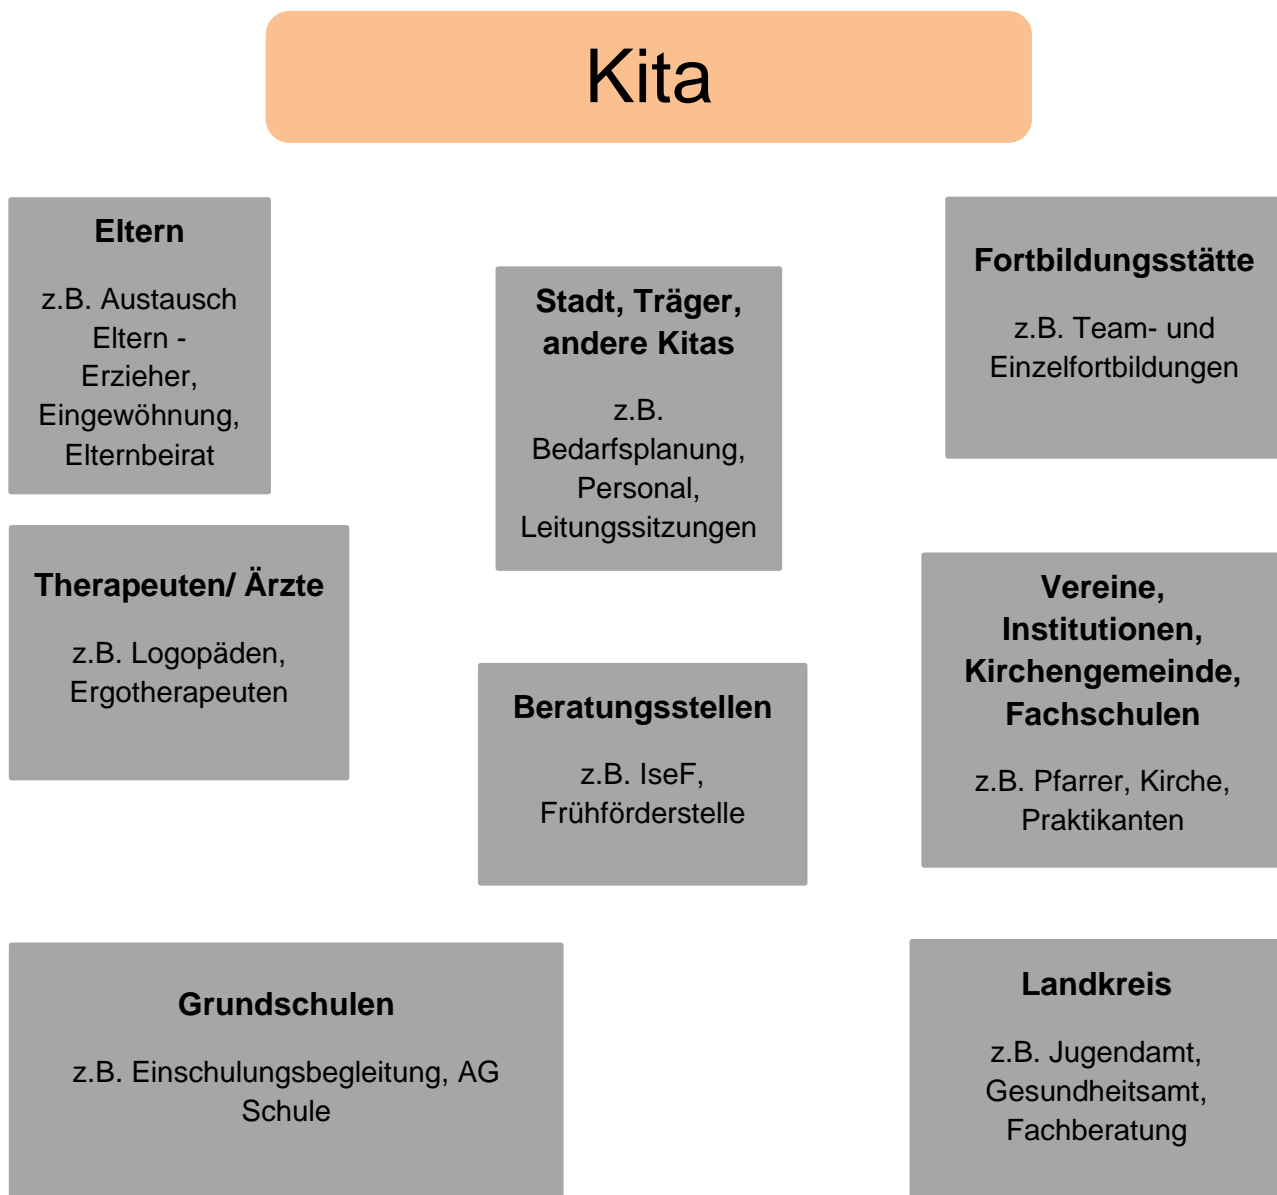 Kita
Eltern
z.B. Austausch
Eltern -
Erzieher,
Eingewöhnung,
Elternbeirat
Stadt, Träger,
andere Kitas
z.B.
Bedarfsplanung,
Personal,
Leitungssitzungen
Fortbildungsstätte
z.B. Team- und
Einzelfortbildungen
Therapeuten/ Ärzte
z.B. Logopäden,
Ergotherapeuten
Beratungsstellen
z.B. IseF,
Frühförderstelle
Vereine,
Institutionen,
Kirchengemeinde,
Fachschulen
z.B. Pfarrer, Kirche,
Praktikanten
Grundschulen
z.B. Einschulungsbegleitung, AG
Schule
Landkreis
z.B. Jugendamt,
Gesundheitsamt,
Fachberatung